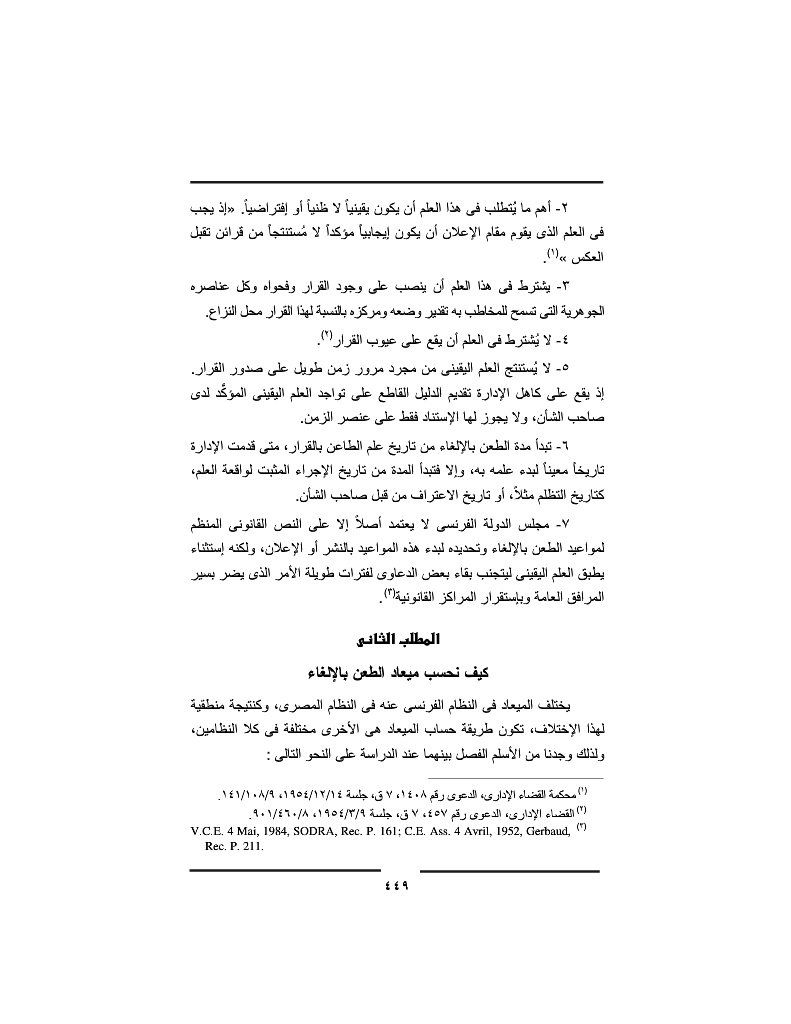 ٢- أهم ما يُتطلب فى هذا العلم أن يكون يقينياً لا ظنياً أو إفتراضياً. «إذ يجب
فى العلم الذى يقوم مقام الإعلان أن يكون إيجابياً مؤكداً لا مُستنتجاً من قرائن تقبل
العكس »(١).
٣- يشترط فى هذا العلم أن ينصب على وجود القرار وفحواه وكل عناصره
الجوهرية التى تسمح للمخاطب به تقدير وضعه ومركزه بالنسبة لهذا القرار محل النزاع.
٤- لا يُشترط فى العلم أن يقع على عيوب القرار(٢).
٥- لا يُستنتج العلم اليقينى من مجرد مرور زمن طويل على صدور القرار.
إذ يقع على كاهل الإدارة تقديم الدليل القاطع على تواجد العلم اليقينى المؤكَّد لدى
صاحب الشأن، ولا يجوز لها الإستناد فقط على عنصر الزمن.
٦- تبدأ مدة الطعن بالإلغاء من تاريخ علم الطاعن بالقرار، متى قدمت الإدارة
تاريخاً معيناً لبدء علمه به، وإلا فتبدأ المدة من تاريخ الإجراء المثبت لواقعة العلم،
كتاريخ التظلم مثلاً، أو تاريخ الاعتراف من قبل صاحب الشأن.
٧- مجلس الدولة الفرنسى لا يعتمد أصلاً إلا على النص القانونى المنظم
لمواعيد الطعن بالإلغاء وتحديده لبدء هذه المواعيد بالنشر أو الإعلان، ولكنه إستثناء
يطبق العلم اليقينى ليتجنب بقاء بعض الدعاوى لفترات طويلة الأمر الذى يضر بسير
المرافق العامة وبإستقرار المراكز القانونية(٣).
المطلب الثانى
كيف نحسب ميعاد الطعن بالإلغاء
يختلف الميعاد فى النظام الفرنسى عنه فى النظام المصرى، وكنتيجة منطقية
لهذا الإختلاف، تكون طريقة حساب الميعاد هى الأخرى مختلفة فى كلا النظامين،
ولذلك وجدنا من الأسلم الفصل بينهما عند الدراسة على النحو التالى :
(١) محكمة القضاء الإدارى، الدعوى رقم ١٤٠٨، ٧ ق، جلسة ١٩٥٤/١٢/١٤، ١٤١/١٠٨/٩.
(٢) القضاء الإدارى، الدعوى رقم ٤٥٧، ٧ ق، جلسة ١٩٥٤/٣/٩، ٩٠١/٤٦٠/٨.
(٣) V.C.E. 4 Mai, 1984, SODRA, Rec. P. 161; C.E. Ass. 4 Avril, 1952, Gerbaud,
Rec. P. 211.
٤٤٩